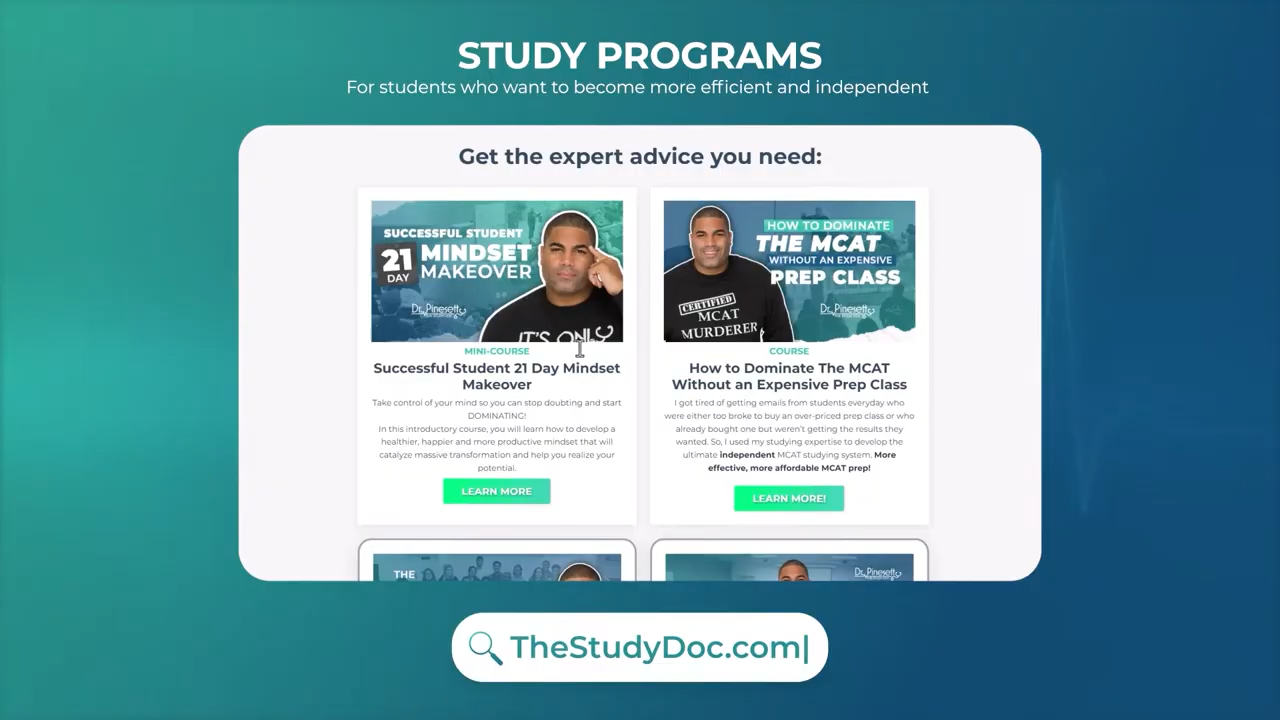 STUDY PROGRAMS
For students who want to become more efficient and independent
Get the expert advice you need:
SUCCESSFUL STUDENT
21 DAY
MINDSET
MAKEOVER
Dr. Pinesett
IT'S ONLY
MINI-COURSE
Successful Student 21 Day Mindset
Makeover
Take control of your mind so you can stop doubting and start
DOMINATING!
In this introductory course, you will learn how to develop a
healthier, happier and more productive mindset that will
catalyze massive transformation and help you realize your
potential.
LEARN MORE
HOW TO DOMINATE
THE MCAT
WITHOUT AN EXPENSIVE
PREP CLASS
Dr. Pinesett
CERTIFIED
MCAT
MURDERER
COURSE
How to Dominate The MCAT
Without an Expensive Prep Class
I got tired of getting emails from students everyday who
were either too broke to buy an over-priced prep class or who
already bought one but weren't getting the results they
wanted. So, I used my studying expertise to develop the
ultimate independent MCAT studying system. More
effective, more affordable MCAT prep!
LEARN MORE!
THE
Dr. Pinesett
TheStudyDoc.com|